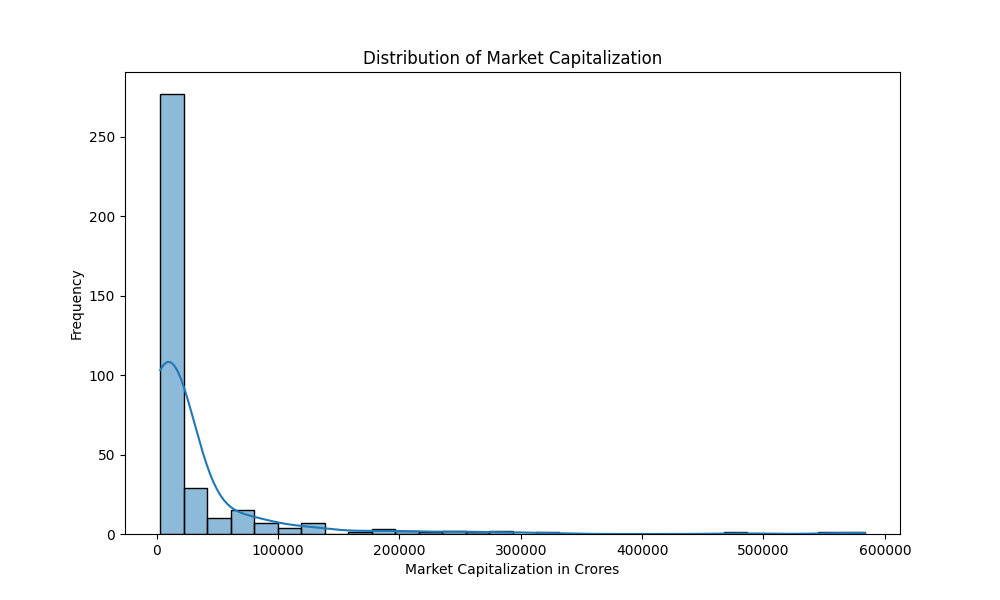 Distribution of Market Capitalization
250
200
150
100
50
0
Frequency
0 100000 200000 300000 400000 500000 600000
Market Capitalization in Crores